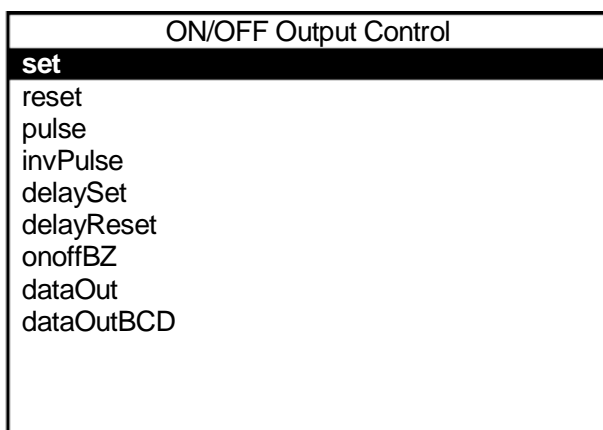 ON/OFF Output Control
set
reset
pulse
invPulse
delaySet
delayReset
onoffBZ
dataOut
dataOutBCD